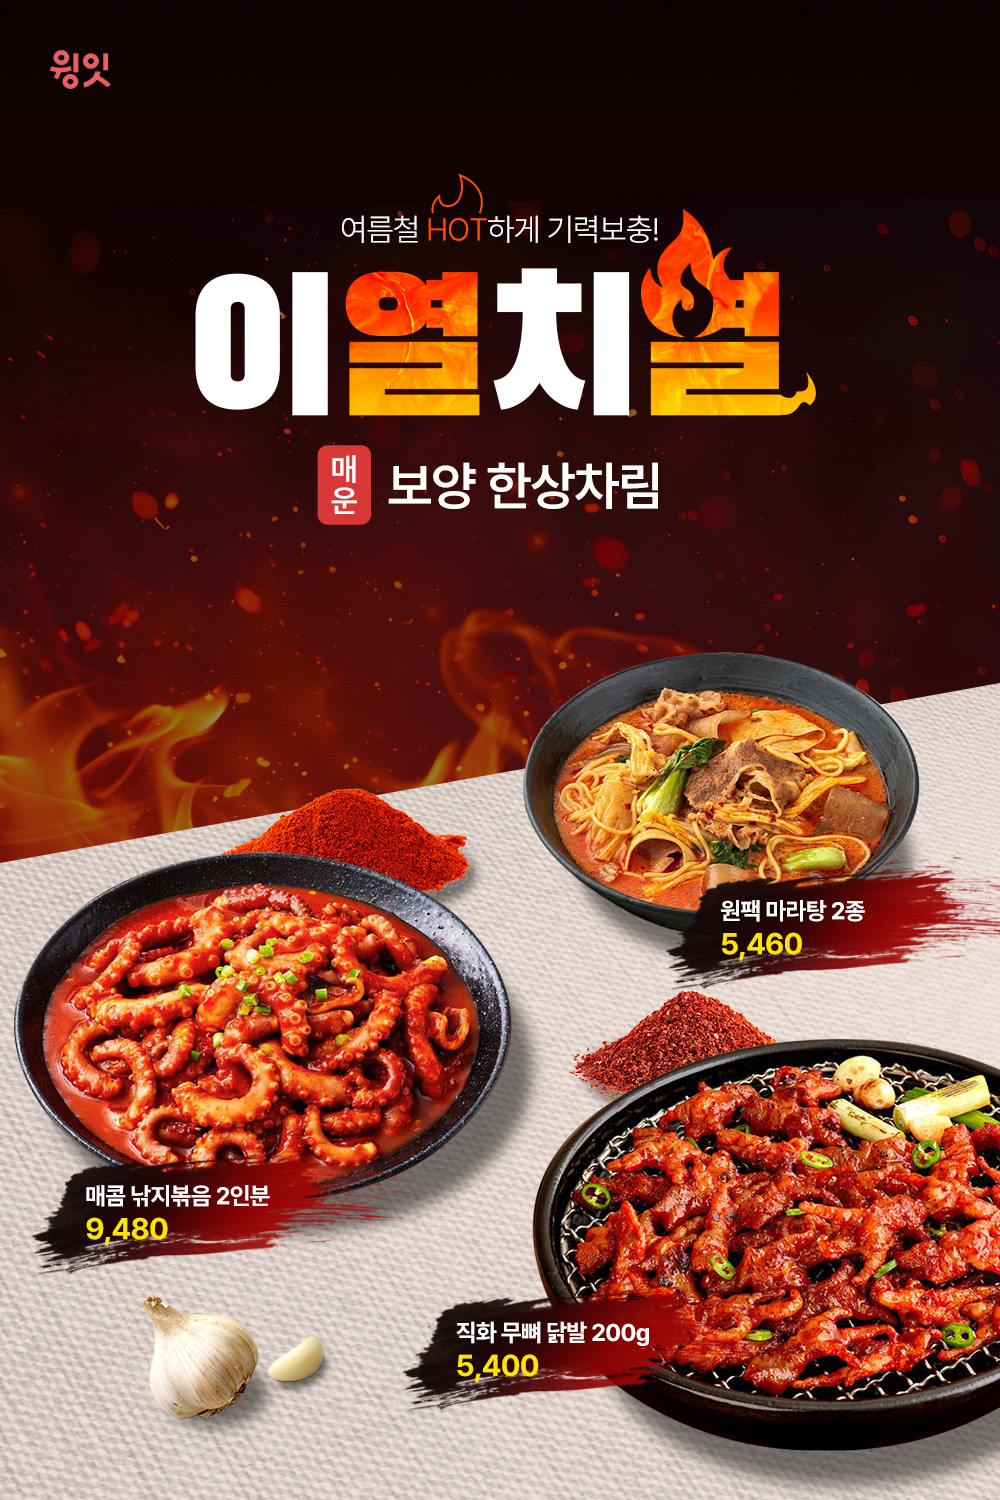 윙잇
여름철 HOT하게 기력보충!
이열치열
매운 보양 한상차림
원팩 마라탕 2종
5,460
매콤 낚지볶음 2인분
9,480
직화 무뼈 닭발 200g
5,400